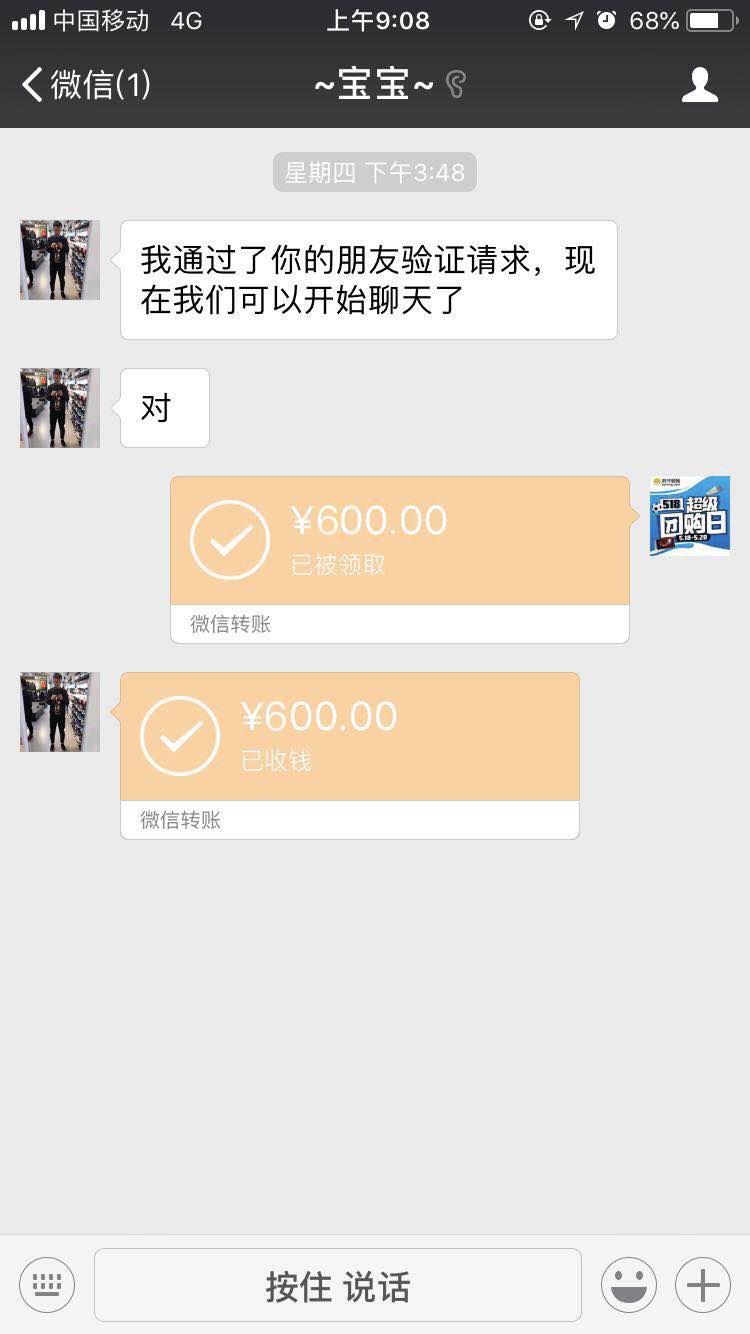 中国移动 4G 上午9:08 68%
微信(1) ~宝宝~
星期四 下午3:48
我通过了你的朋友验证请求，现
在我们可以开始聊天了
对
¥600.00
已被领取
微信转账
518 超级
团购日
5.18-5.20
¥600.00
已收钱
微信转账
按住 说话